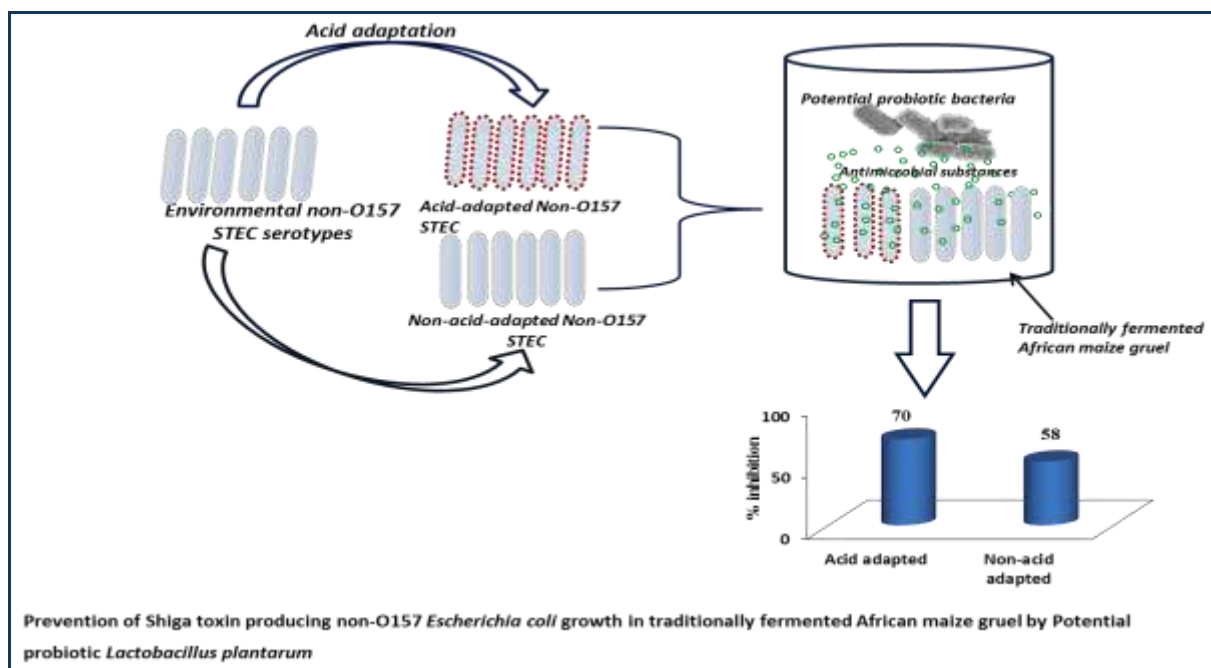 Acid adaptation
Environmental non-O157
STEC serotypes
Acid-adapted Non-O157
STEC
Non-acid-adapted Non-O157
STEC
Potential probiotic bacteria
Antimicrobial substances
Traditionally fermented
African maize gruel
% inhibition
100
50
0
70
58
Acid adapted
Non-acid
adapted
Prevention of Shiga toxin producing non-O157 Escherichia coli growth in traditionally fermented African maize gruel by Potential
probiotic Lactobacillus plantarum